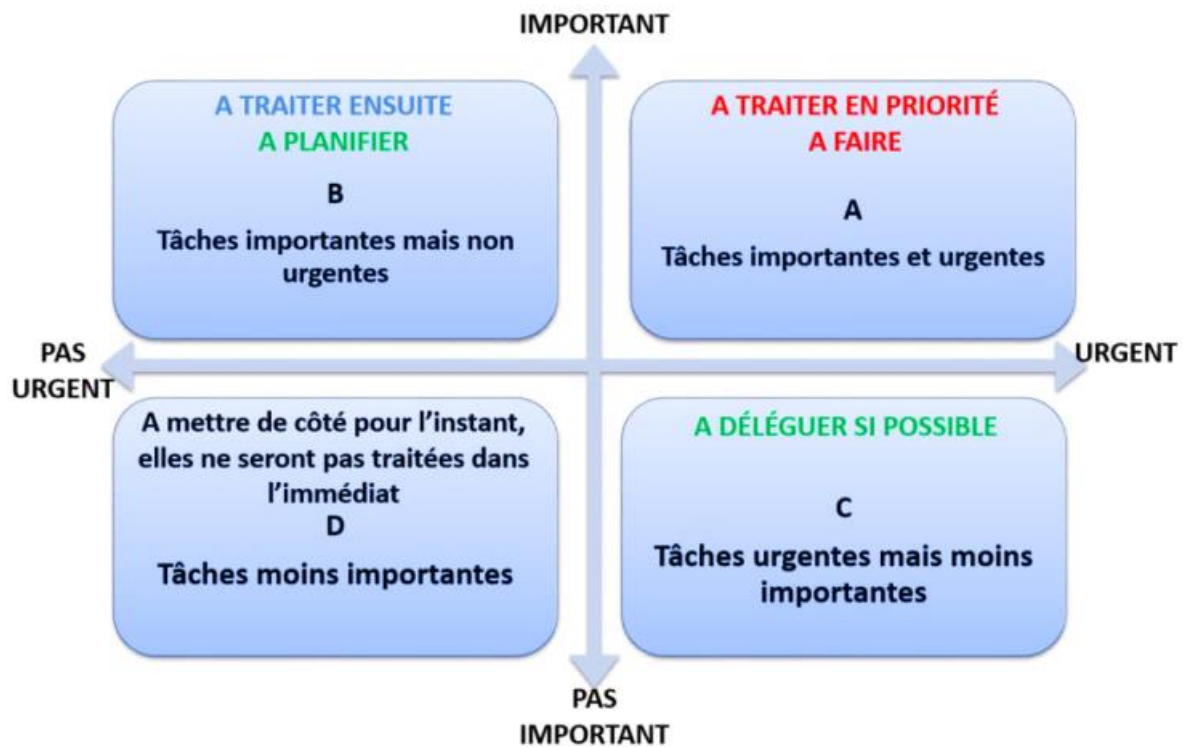 IMPORTANT
A TRAITER ENSUITE
A PLANIFIER
B
Tâches importantes mais non
urgentes
A TRAITER EN PRIORITÉ
A FAIRE
A
Tâches importantes et urgentes
PAS
URGENT
URGENT
A mettre de côté pour l’instant,
elles ne seront pas traitées dans
l’immédiat
D
Tâches moins importantes
A DÉLÉGUER SI POSSIBLE
C
Tâches urgentes mais moins
importantes
PAS
IMPORTANT